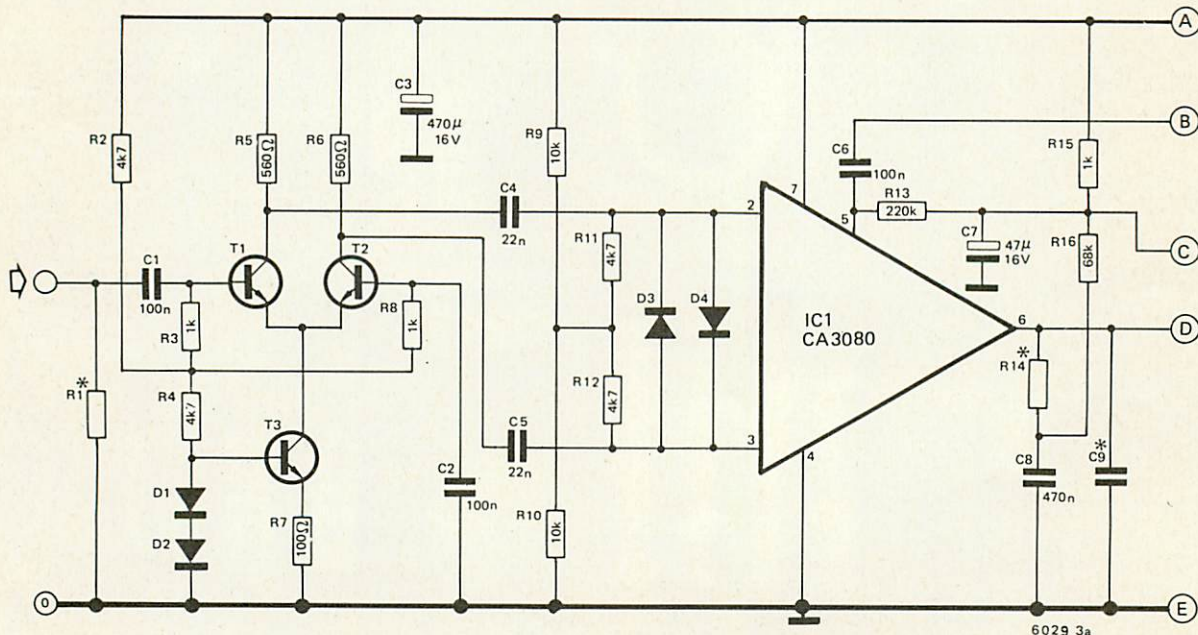 A
C3
470µ
16V
R2
4k7
R5
560Ω
R6
560Ω
R9
10k
B
C6
100n
R15
1k
7
R13
220k
5
C4
22n
2
C7
47µ
16V
R16
68k
C
T1
T2
R11
4k7
C1
100n
R3
1k
R8
1k
D3
D4
IC1
CA3080
6
D
*
R1
R4
4k7
R12
4k7
*
R14
T3
C5
22n
3
4
C2
100n
C8
470n
*
C9
D1
D2
R7
100Ω
R10
10k
0
E
6029 3a